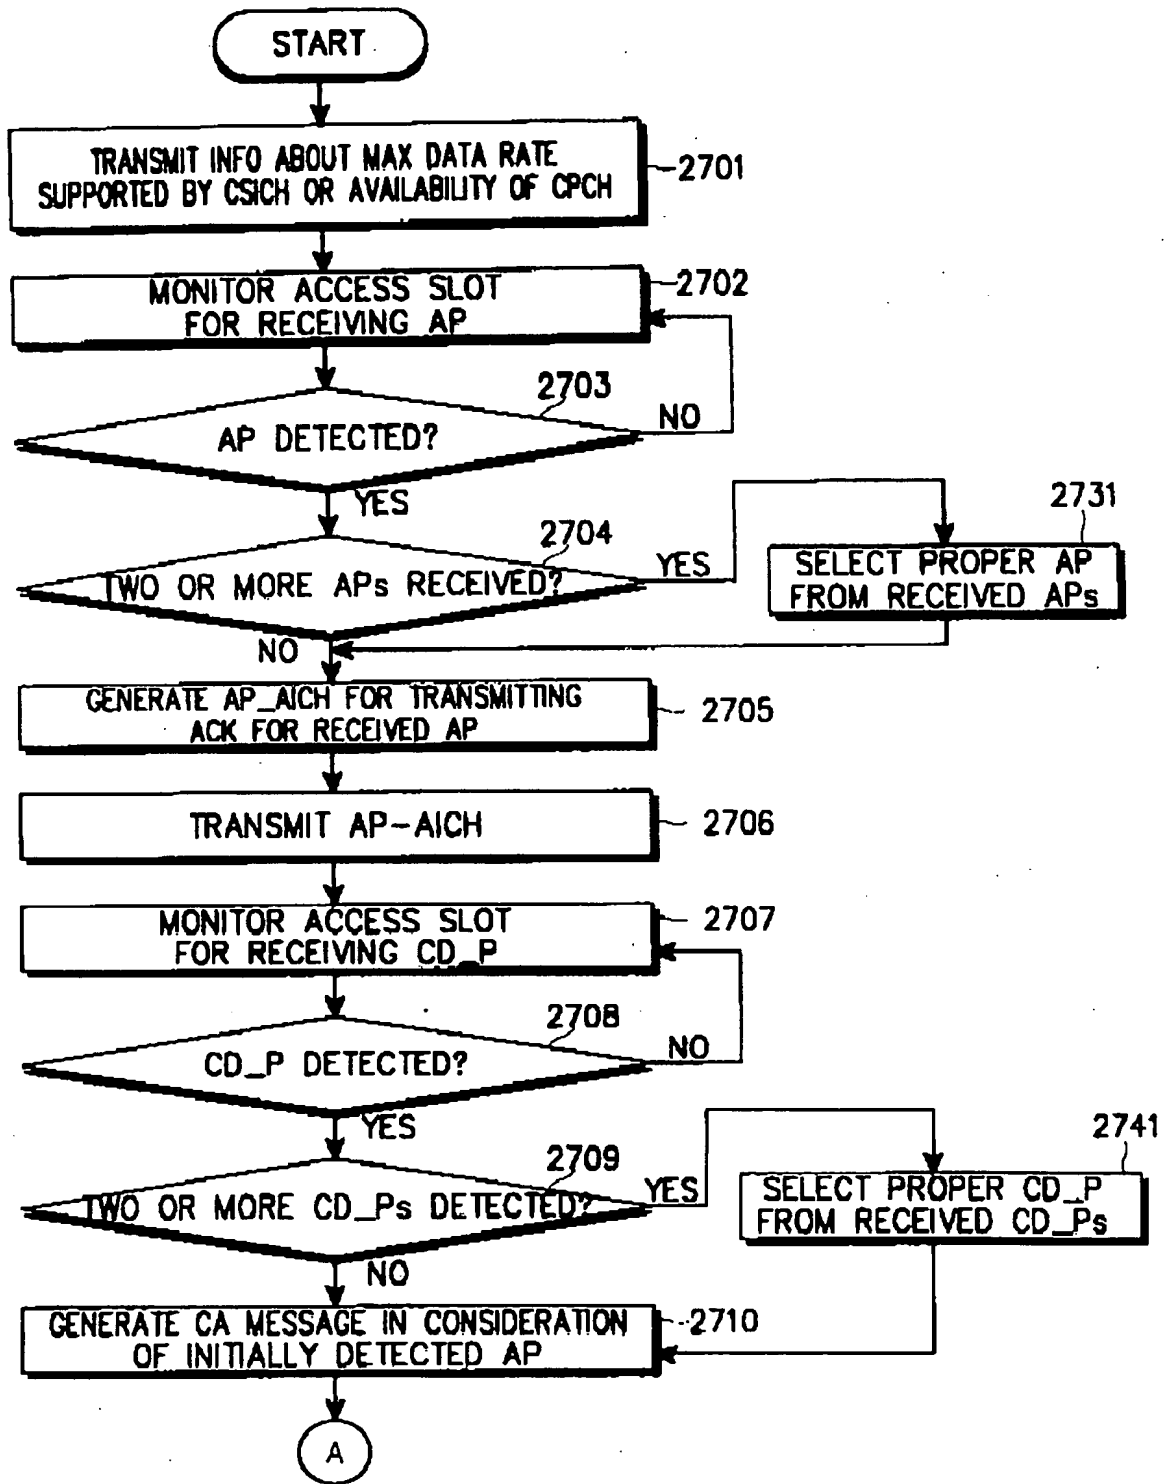 START
TRANSMIT INFO ABOUT MAX DATA RATE
SUPPORTED BY CSICH OR AVAILABILITY OF CPCH
2701
MONITOR ACCESS SLOT
FOR RECEIVING AP
2702
2703
AP DETECTED?
NO
YES
2704
TWO OR MORE APs RECEIVED?
YES
2731
SELECT PROPER AP
FROM RECEIVED APs
NO
GENERATE AP_AICH FOR TRANSMITTING
ACK FOR RECEIVED AP
2705
TRANSMIT AP-AICH
2706
MONITOR ACCESS SLOT
FOR RECEIVING CD_P
2707
2708
CD_P DETECTED?
NO
YES
2709
TWO OR MORE CD_Ps DETECTED?
YES
2741
SELECT PROPER CD_P
FROM RECEIVED CD_Ps
NO
GENERATE CA MESSAGE IN CONSIDERATION
OF INITIALLY DETECTED AP
2710
A